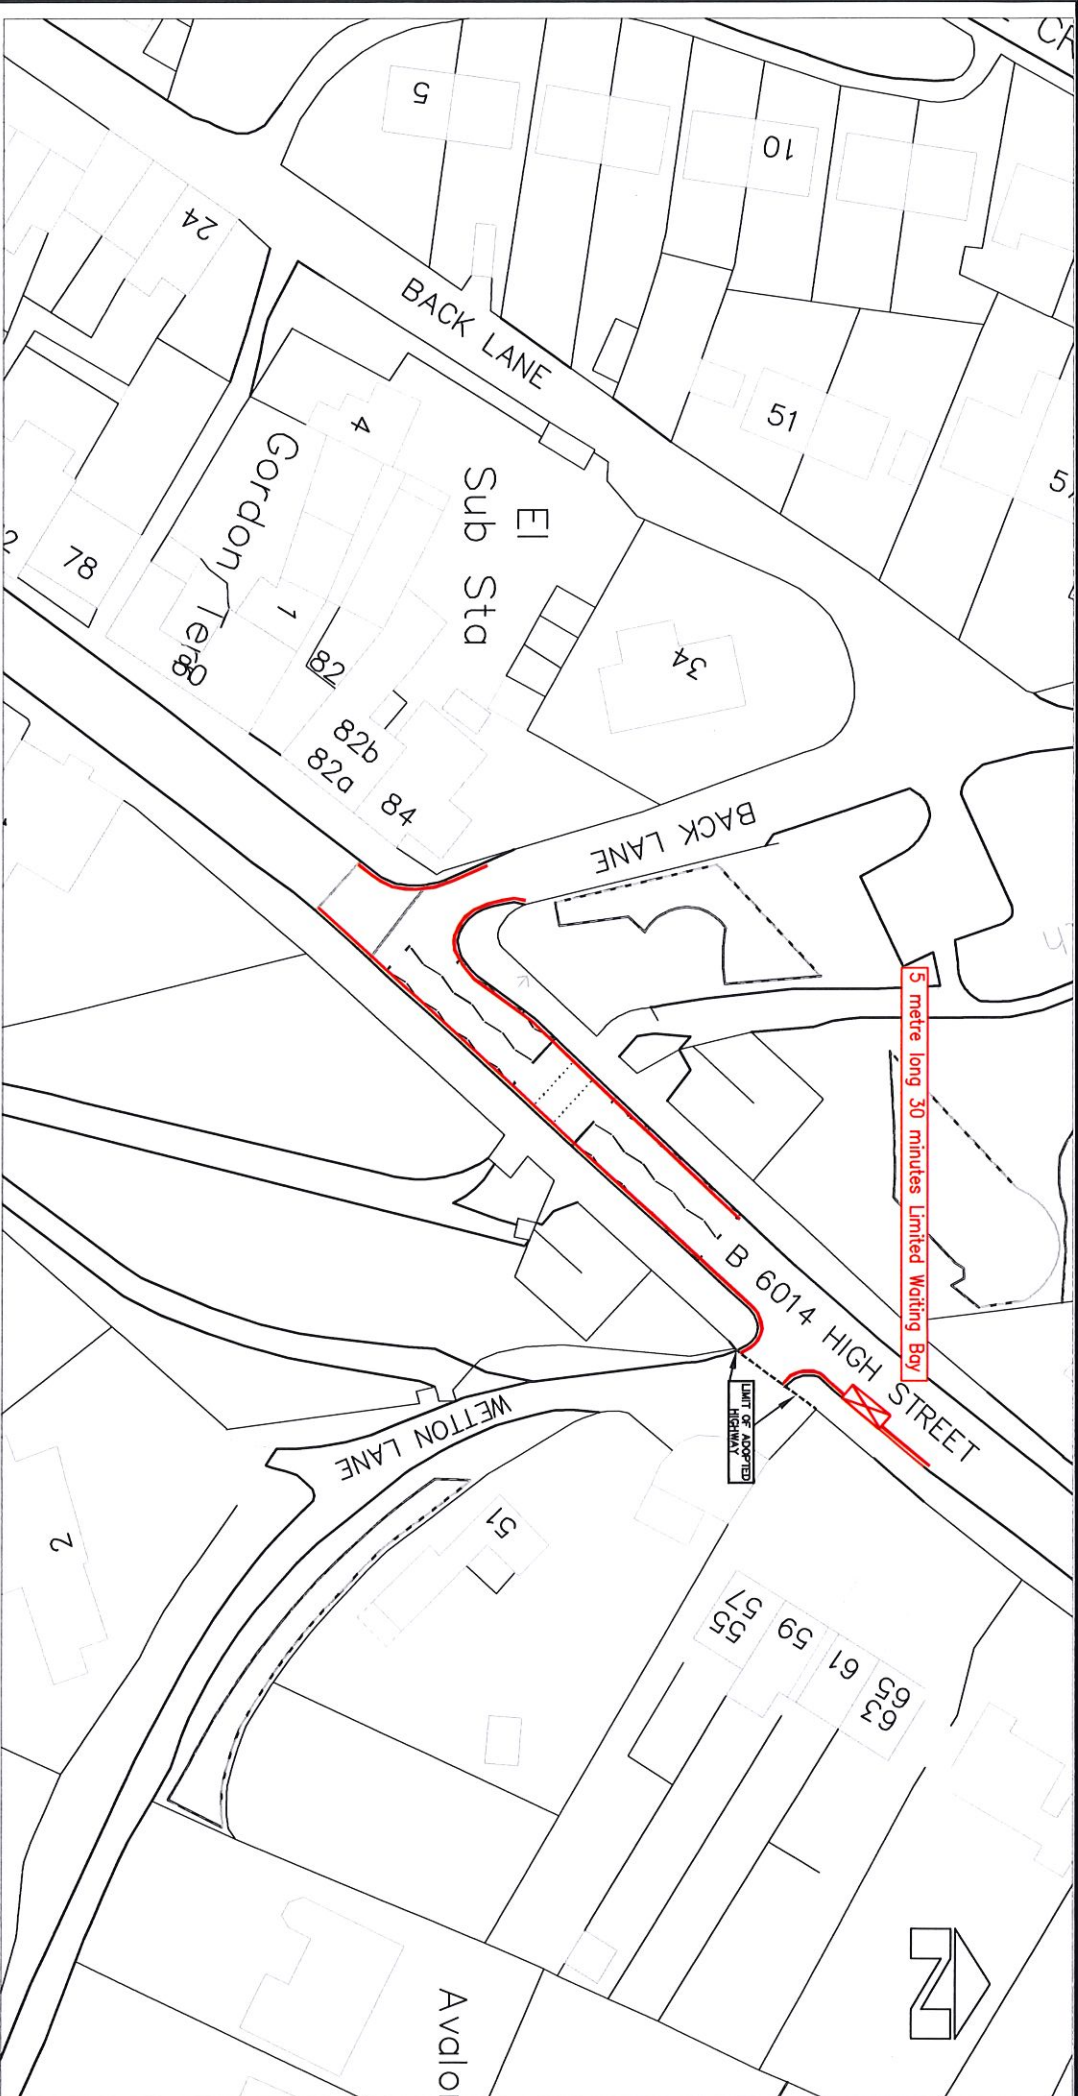 5
10
24
BACK LANE
51
4
El
Sub Sta
Gordon Terr
78
1
80
82
82b
82a
84
34
BACK LANE
5 metre long 30 minutes Limited Waiting Bay
B 6014 HIGH STREET
LIMIT OF ADOPTED
HIGHWAY
WETTON LANE
51
2
55
57
59
61
63
65
N